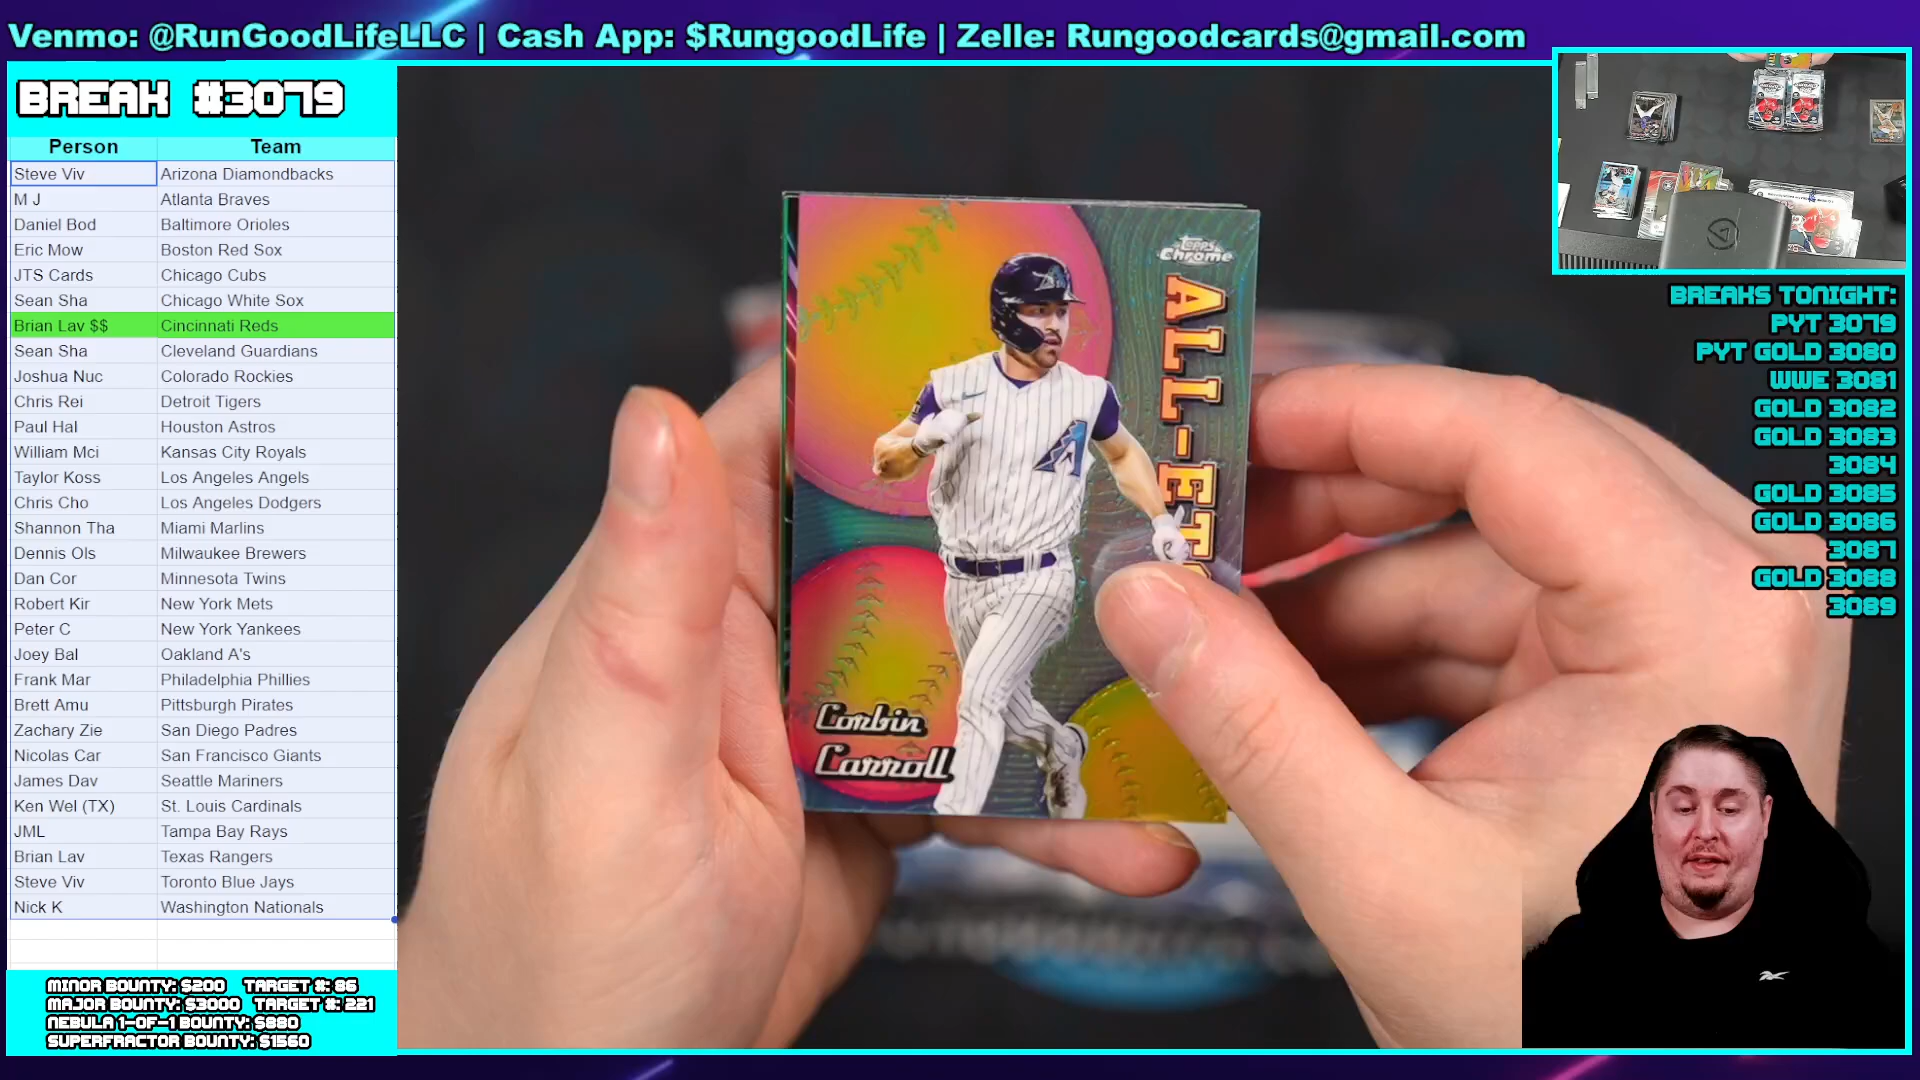 Venmo: @RunGoodLifeLLC | Cash App: $RungoodLife | Zelle: Rungoodcards@gmail.com
BREAK #3079
Person Team
Steve Viv Arizona Diamondbacks
M J Atlanta Braves
Daniel Bod Baltimore Orioles
Eric Mow Boston Red Sox
JTS Cards Chicago Cubs
Sean Sha Chicago White Sox
Brian Lav $$ Cincinnati Reds
Sean Sha Cleveland Guardians
Joshua Nuc Colorado Rockies
Chris Rei Detroit Tigers
Paul Hal Houston Astros
William Mci Kansas City Royals
Taylor Koss Los Angeles Angels
Chris Cho Los Angeles Dodgers
Shannon Tha Miami Marlins
Dennis Ols Milwaukee Brewers
Dan Cor Minnesota Twins
Robert Kir New York Mets
Peter C New York Yankees
Joey Bal Oakland A's
Frank Mar Philadelphia Phillies
Brett Amu Pittsburgh Pirates
Zachary Zie San Diego Padres
Nicolas Car San Francisco Giants
James Dav Seattle Mariners
Ken Wel (TX) St. Louis Cardinals
JML Tampa Bay Rays
Brian Lav Texas Rangers
Steve Viv Toronto Blue Jays
Nick K Washington Nationals
MINOR BOUNTY: $200 TARGET #: 86
MAJOR BOUNTY: $3000 TARGET #: 221
NEBULA 1-OF-1 BOUNTY: $880
SUPERFRACTOR BOUNTY: $1560
Topps
Chrome
ALL-ET
Corbin
Carroll
BREAKS TONIGHT:
PYT 3079
PYT GOLD 3080
WWE 3081
GOLD 3082
GOLD 3083
3084
GOLD 3085
GOLD 3086
3087
GOLD 3088
3089